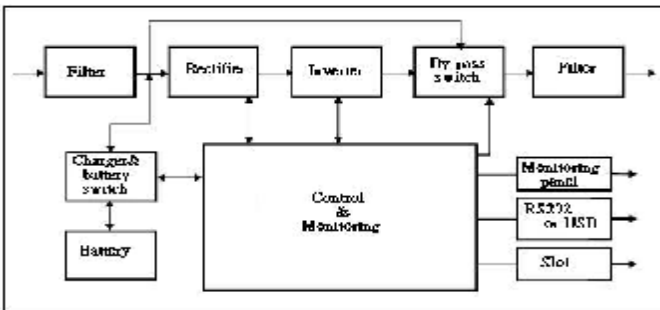 Filter
Rectifier
Inverter
By pass
switch
Filter
Charger&
battery
switch
Battery
Control
&
Monitoring
Monitoring
panel
RS232
or USB
Slot